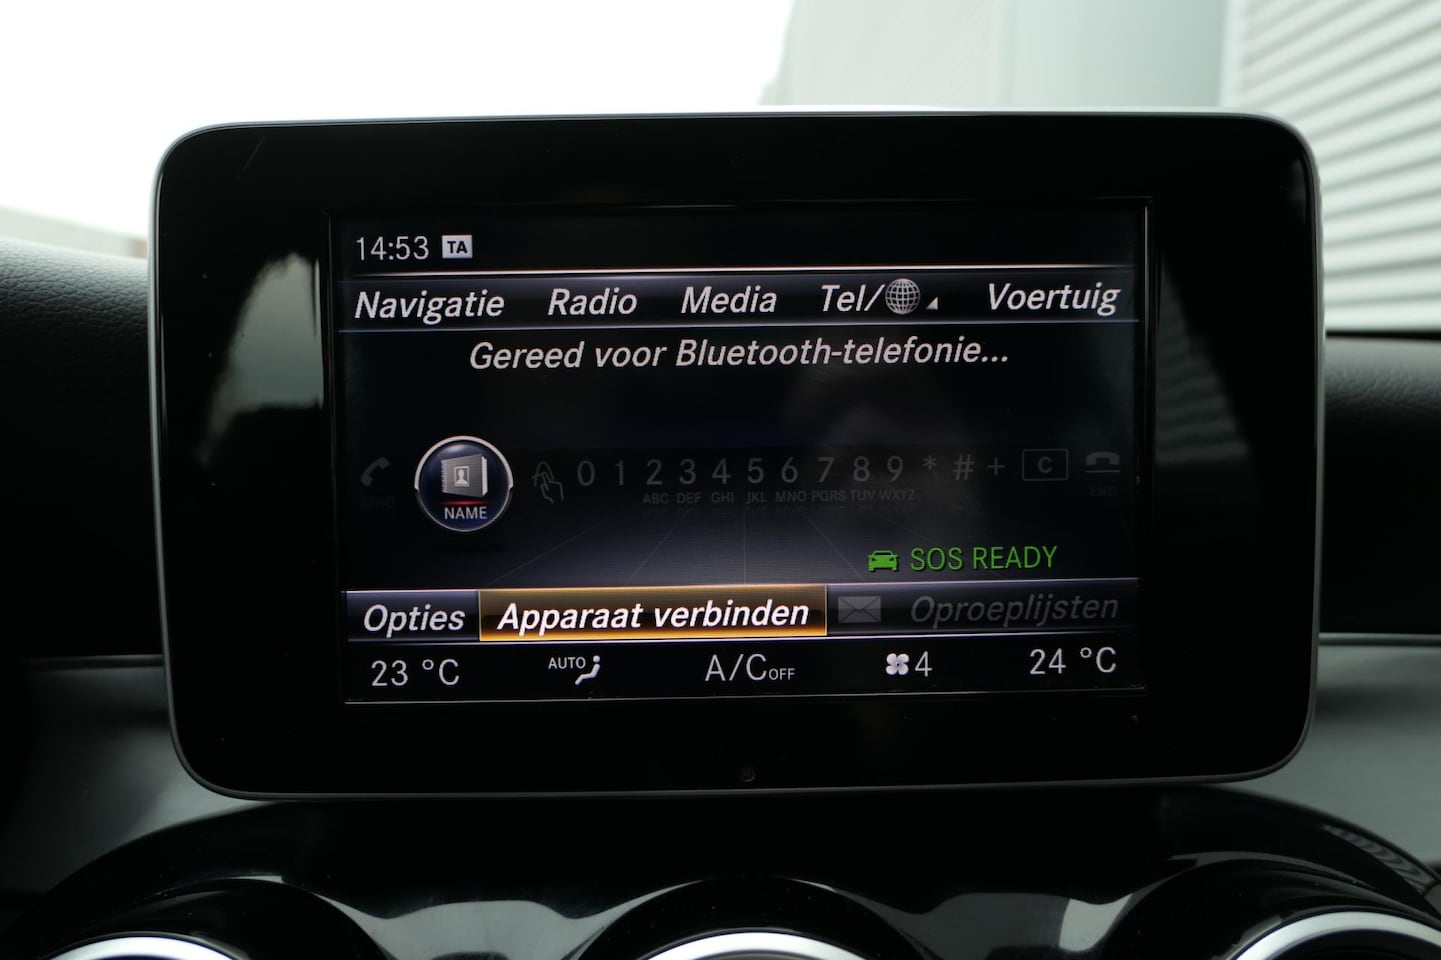 14:53 TA
Navigatie Radio Media Tel/ Voertuig
Gereed voor Bluetooth-telefonie...
SEND NAME 0 1 2 3 4 5 6 7 8 9 * # + C END
ABC DEF GHI JKL MNO PQRS TUV WXYZ
SOS READY
Opties Apparaat verbinden Oproeplijsten
23 °C AUTO A/C OFF 4 24 °C